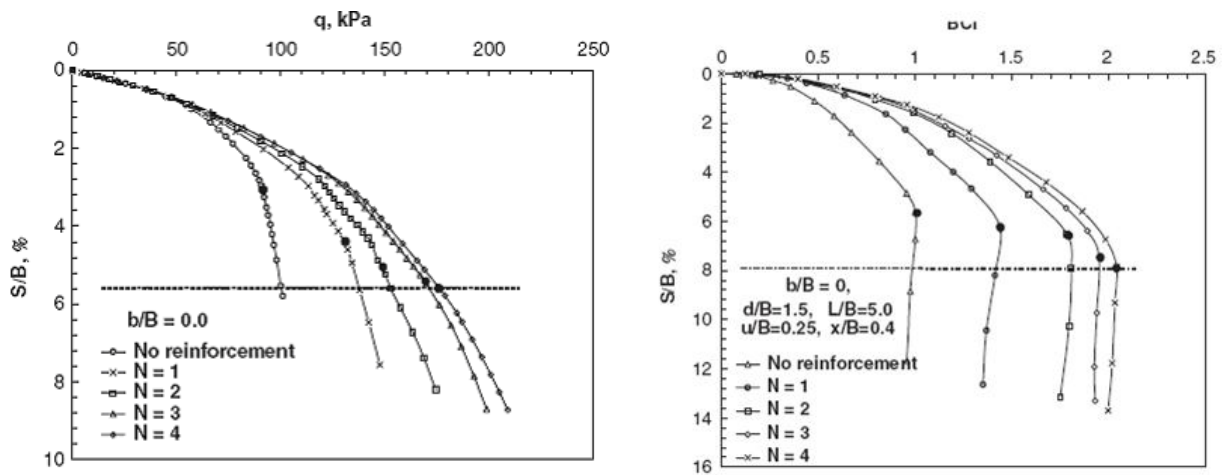 q, kPa
0 50 100 150 200 250
0
2
4
6
8
10
S/B, %
b/B = 0.0
No reinforcement
N = 1
N = 2
N = 3
N = 4
BCI
0 0.5 1 1.5 2 2.5
0
2
4
6
8
10
12
14
16
S/B, %
b/B = 0,
d/B=1.5, L/B=5.0
u/B=0.25, x/B=0.4
No reinforcement
N = 1
N = 2
N = 3
N = 4